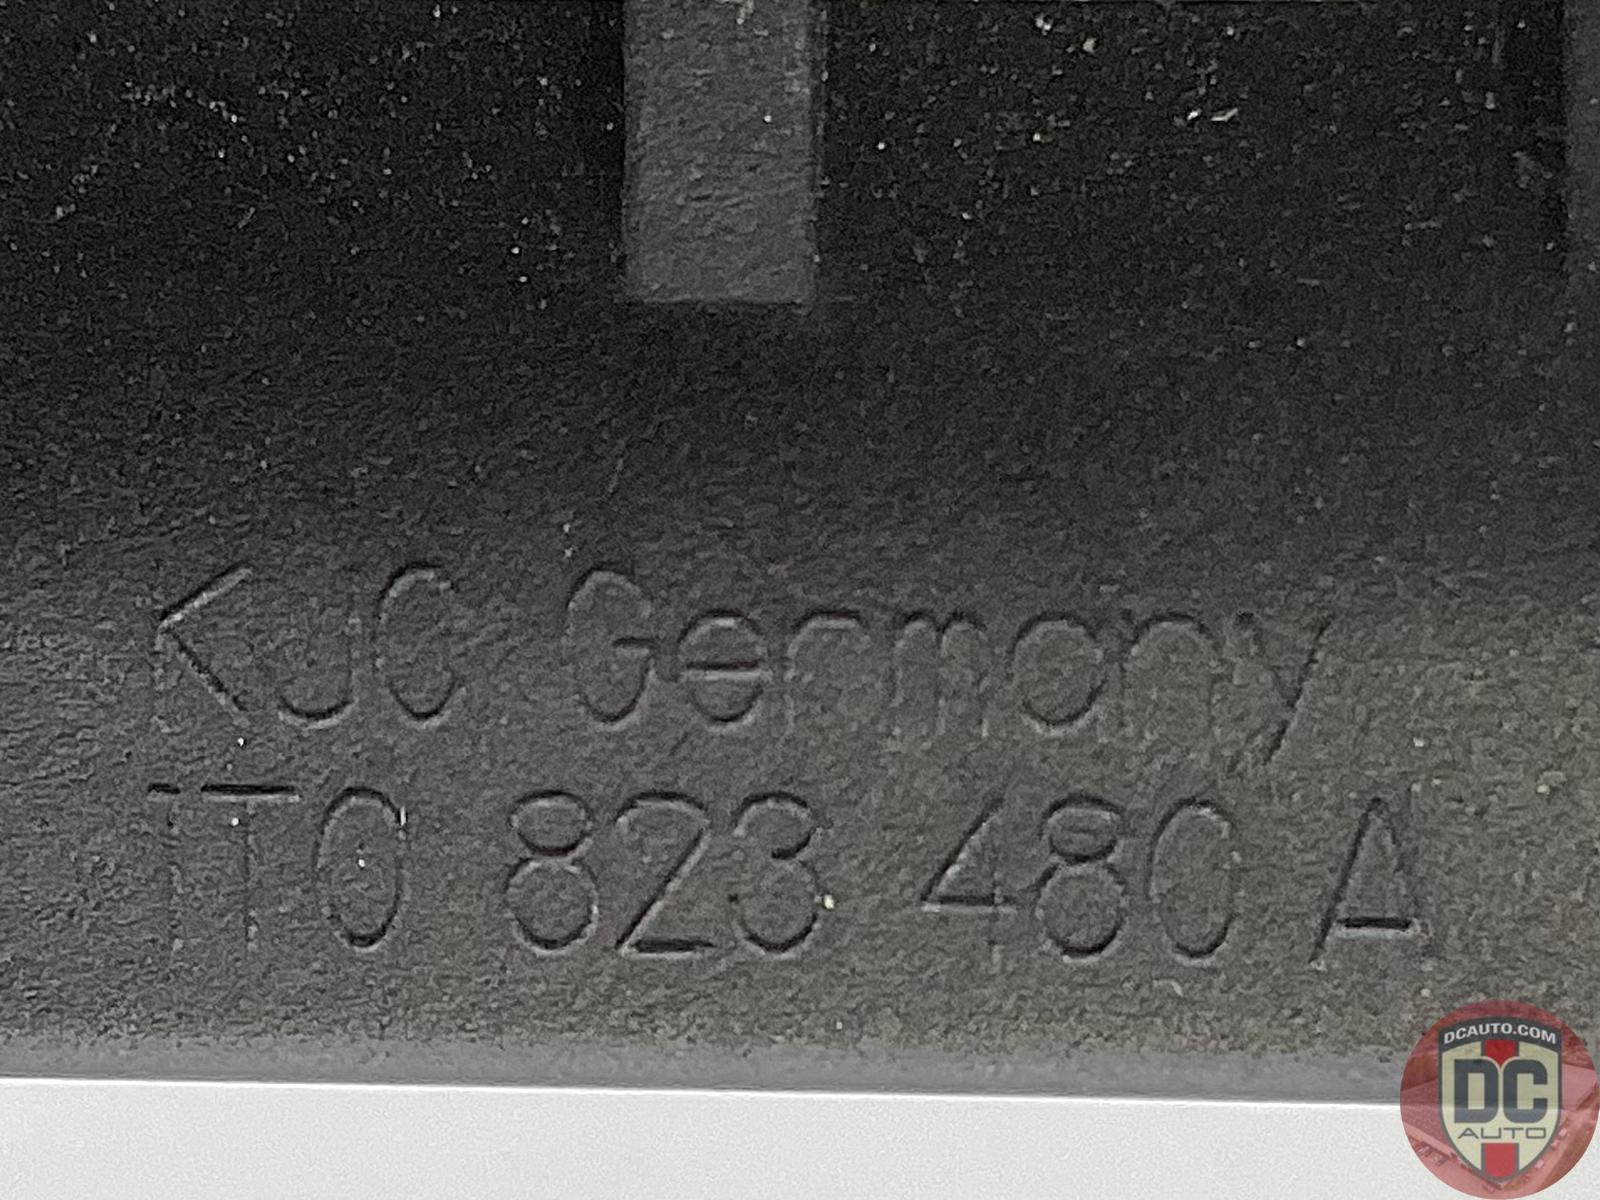 KJC Germany
1T0 823 480 A
DCAUTO.COM
DC
AUTO